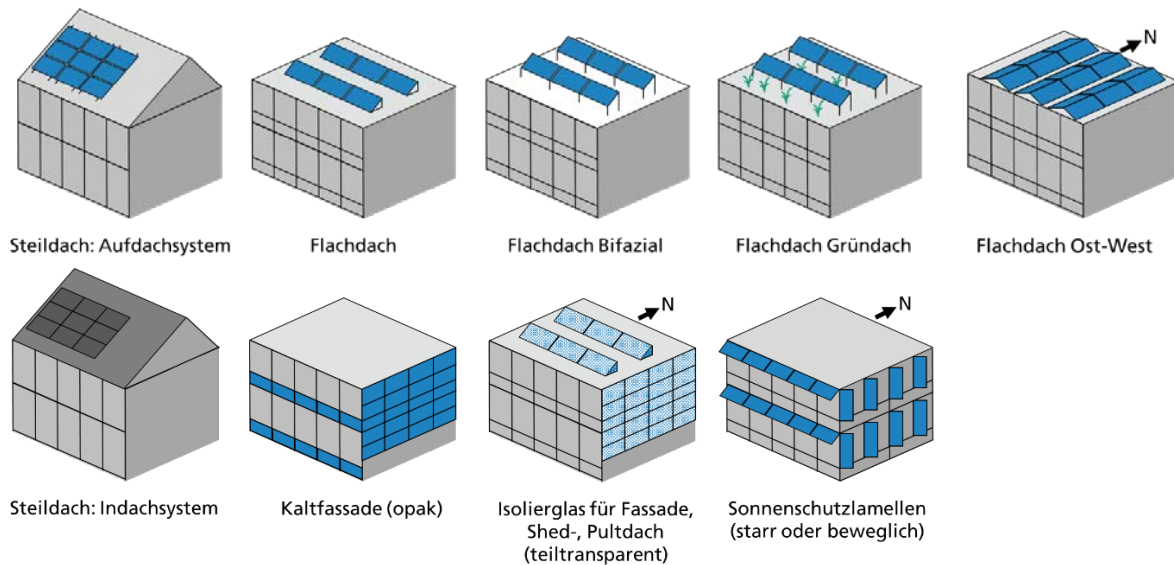 N
Steildach: Aufdachsystem
Flachdach
Flachdach Bifazial
Flachdach Gründach
Flachdach Ost-West
N
N
Steildach: Indachsystem
Kaltfassade (opak)
Isolierglas für Fassade,
Shed-, Pultdach
(teiltransparent)
Sonnenschutzlamellen
(starr oder beweglich)